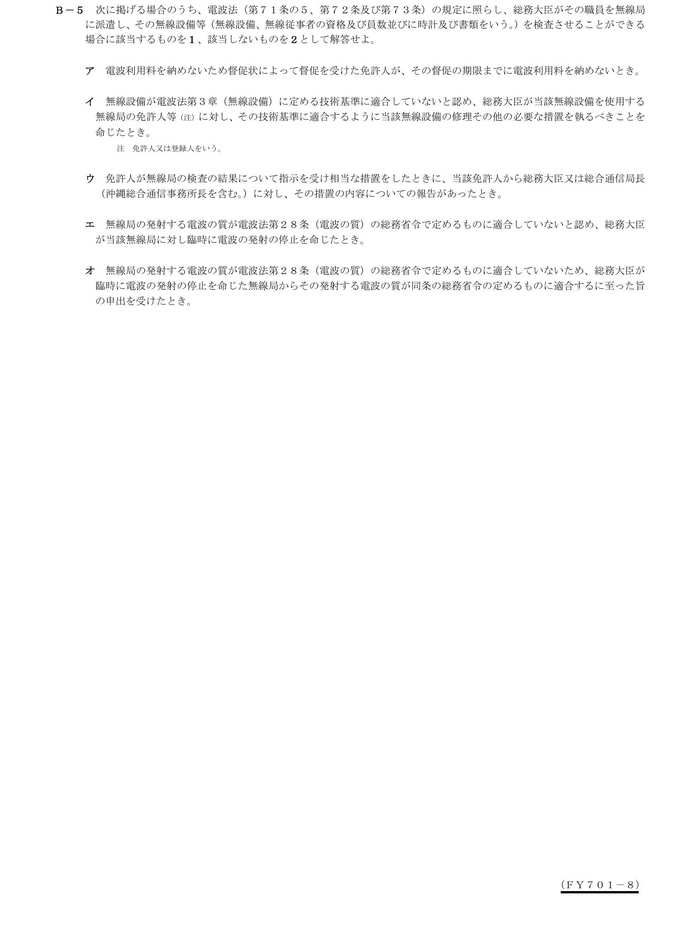 B－5　次に掲げる場合のうち、電波法（第７１条の５、第７２条及び第７３条）の規定に照らし、総務大臣がその職員を無線局
に派遣し、その無線設備等（無線設備、無線従事者の資格及び員数並びに時計及び書類をいう。）を検査させることができる
場合に該当するものを１、該当しないものを２として解答せよ。
ア　電波利用料を納めないため督促状によって督促を受けた免許人が、その督促の期限までに電波利用料を納めないとき。
イ　無線設備が電波法第３章（無線設備）に定める技術基準に適合していないと認め、総務大臣が当該無線設備を使用する
無線局の免許人等（注）に対し、その技術基準に適合するように当該無線設備の修理その他の必要な措置を執るべきことを
命じたとき。
注　免許人又は登録人をいう。
ウ　免許人が無線局の検査の結果について指示を受け相当な措置をしたときに、当該免許人から総務大臣又は総合通信局長
（沖縄総合通信事務所長を含む。）に対し、その措置の内容についての報告があったとき。
エ　無線局の発射する電波の質が電波法第２８条（電波の質）の総務省令で定めるものに適合していないと認め、総務大臣
が当該無線局に対し臨時に電波の発射の停止を命じたとき。
オ　無線局の発射する電波の質が電波法第２８条（電波の質）の総務省令で定めるものに適合していないため、総務大臣が
臨時に電波の発射の停止を命じた無線局からその発射する電波の質が同条の総務省令の定めるものに適合するに至った旨
の申出を受けたとき。
（ＦＹ７０１－８）